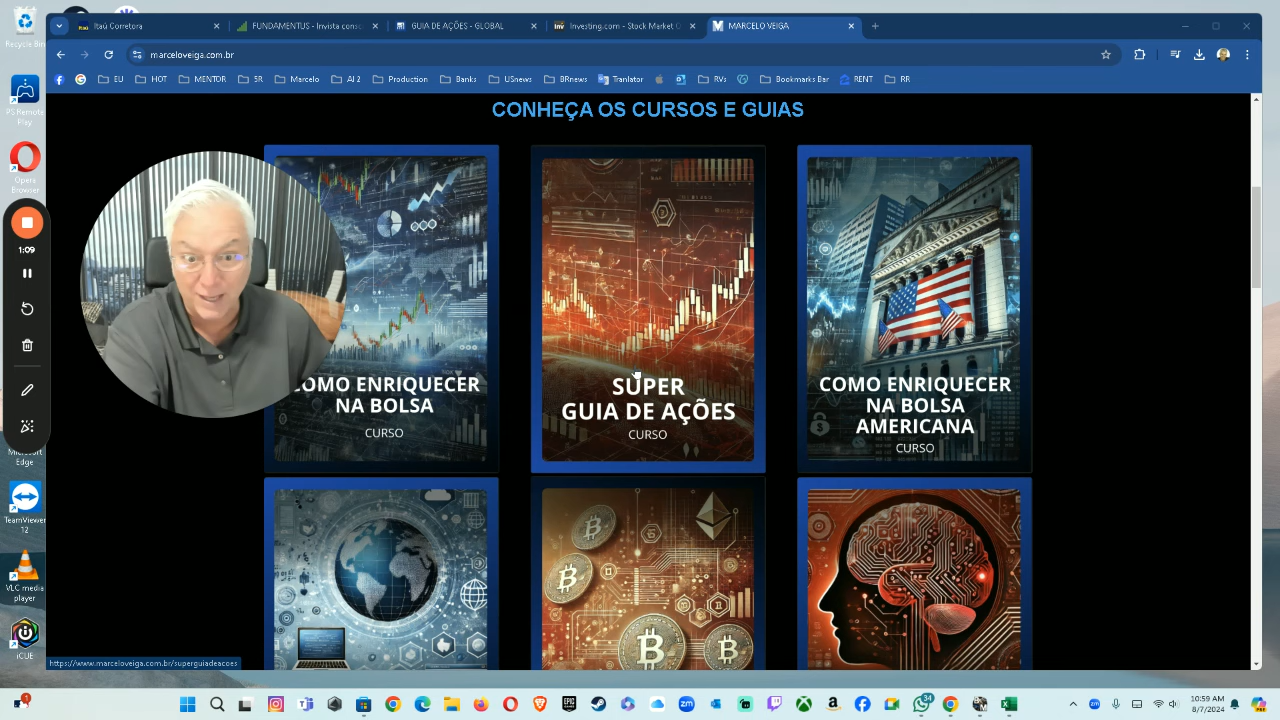 Recycle Bin
Itaú Corretora
FUNDAMENTUS - Invista consc
GUIA DE AÇÕES - GLOBAL
Investing.com - Stock Market Q
MARCELO VEIGA
marceloveiga.com.br
EU
HOT
MENTOR
SR
Marcelo
AI 2
Production
Banks
USnews
BRnews
Tranlator
RVs
Bookmarks Bar
RENT
RR
PS Remote
Play
Opera
Browser
1:09
Microsoft
Edge
TeamViewer
12
VLC media
player
iCUE
CONHEÇA OS CURSOS E GUIAS
COMO ENRIQUECER
NA BOLSA
CURSO
SUPER
GUIA DE AÇÕES
CURSO
COMO ENRIQUECER
NA BOLSA
AMERICANA
CURSO
https://www.marceloveiga.com.br/superguiadeacoes
1
34
10:59 AM
8/7/2024